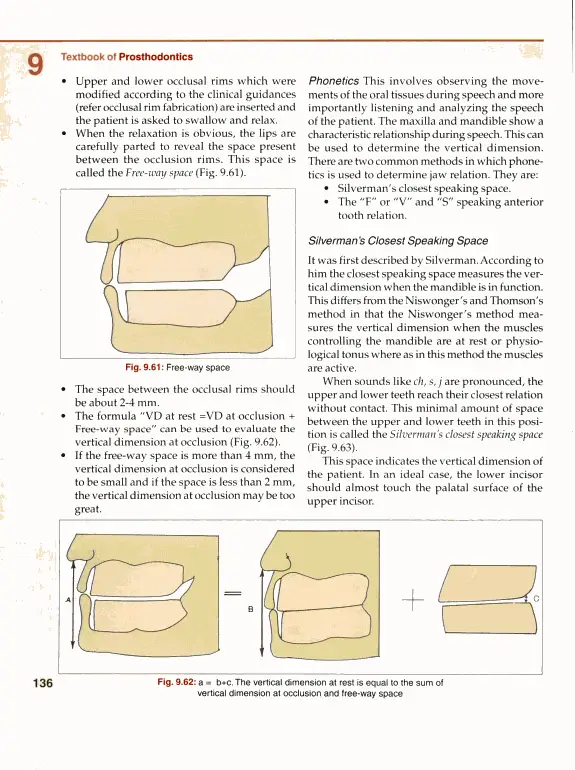 9
Textbook of Prosthodontics
• Upper and lower occlusal rims which were
modified according to the clinical guidances
(refer occlusal rim fabrication) are inserted and
the patient is asked to swallow and relax.
• When the relaxation is obvious, the lips are
carefully parted to reveal the space present
between the occlusion rims. This space is
called the Free-way space (Fig. 9.61).
Fig. 9.61: Free-way space
• The space between the occlusal rims should
be about 2-4 mm.
• The formula “VD at rest =VD at occlusion +
Free-way space” can be used to evaluate the
vertical dimension at occlusion (Fig. 9.62).
• If the free-way space is more than 4 mm, the
vertical dimension at occlusion is considered
to be small and if the space is less than 2 mm,
the vertical dimension at occlusion may be too
great.
Phonetics This involves observing the move-
ments of the oral tissues during speech and more
importantly listening and analyzing the speech
of the patient. The maxilla and mandible show a
characteristic relationship during speech. This can
be used to determine the vertical dimension.
There are two common methods in which phone-
tics is used to determine jaw relation. They are:
• Silverman's closest speaking space.
• The “F” or “V” and “S” speaking anterior
tooth relation.
Silverman's Closest Speaking Space
It was first described by Silverman. According to
him the closest speaking space measures the ver-
tical dimension when the mandible is in function.
This differs from the Niswonger's and Thomson's
method in that the Niswonger's method mea-
sures the vertical dimension when the muscles
controlling the mandible are at rest or physio-
logical tonus where as in this method the muscles
are active.
When sounds like ch, s, j are pronounced, the
upper and lower teeth reach their closest relation
without contact. This minimal amount of space
between the upper and lower teeth in this posi-
tion is called the Silverman's closest speaking space
(Fig. 9.63).
This space indicates the vertical dimension of
the patient. In an ideal case, the lower incisor
should almost touch the palatal surface of the
upper incisor.
A
=
B
+
C
136
Fig. 9.62: a = b+c. The vertical dimension at rest is equal to the sum of
vertical dimension at occlusion and free-way space